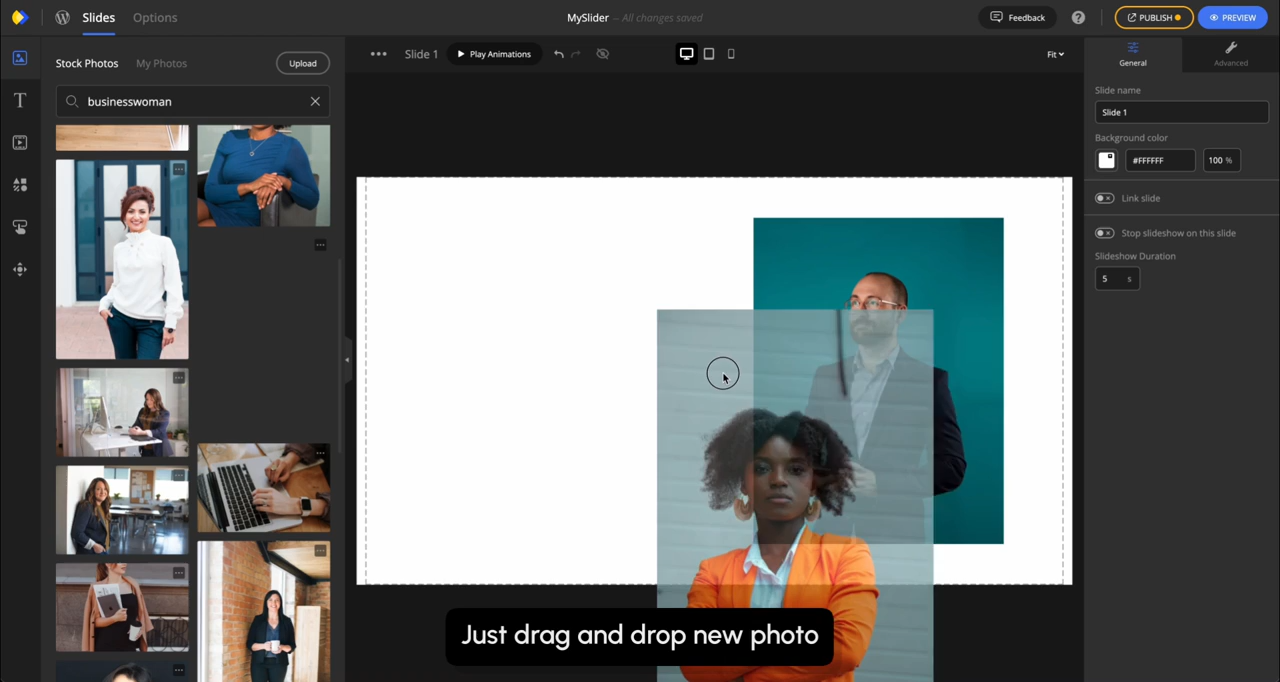 Slides
Options
MySlider — All changes saved
Feedback
PUBLISH
PREVIEW
Stock Photos
My Photos
Upload
businesswoman
Slide 1
Play Animations
Fit
General
Advanced
Slide name
Slide 1
Background color
#FFFFFF
100 %
Link slide
Stop slideshow on this slide
Slideshow Duration
5 s
Just drag and drop new photo